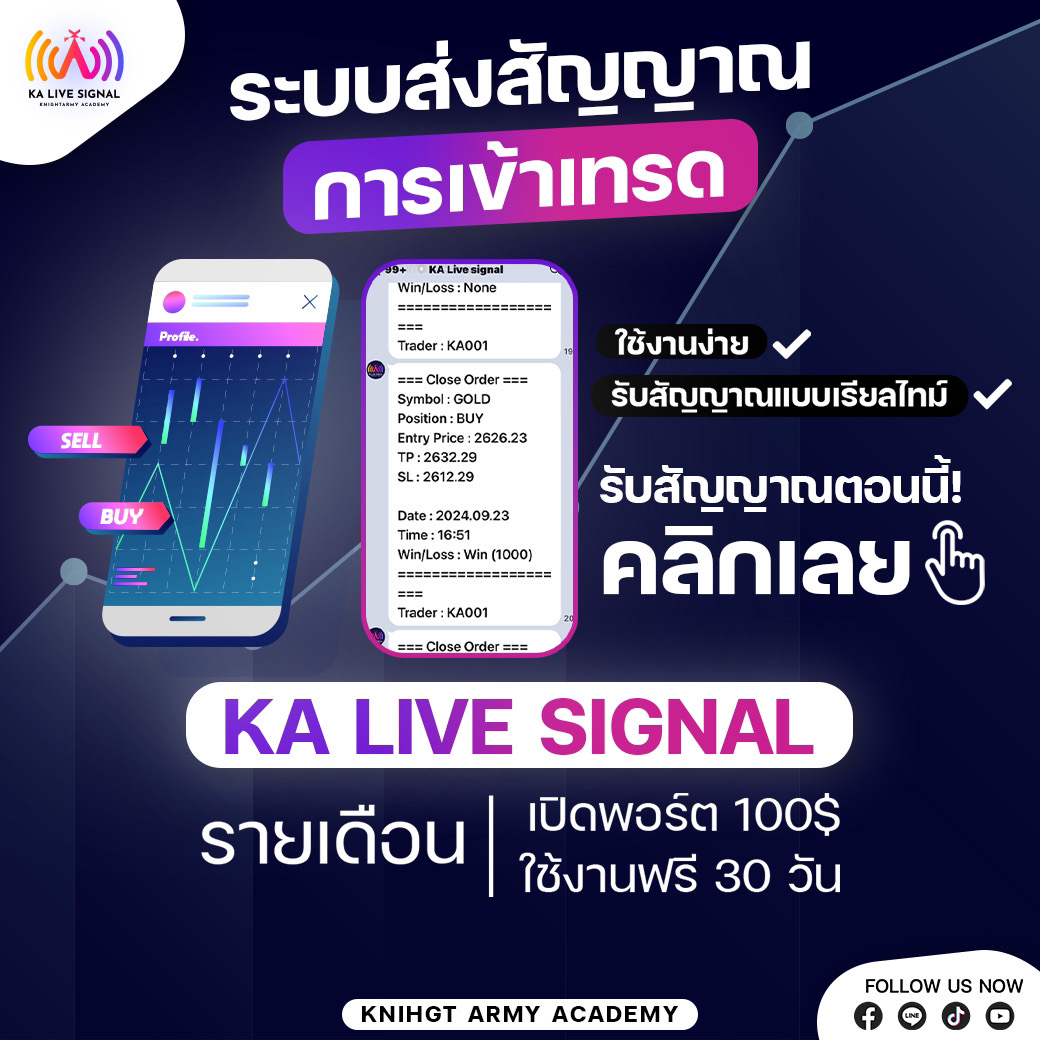 KA LIVE SIGNAL
KNIGHTARMY ACADEMY
ระบบส่งสัญญาณ
การเข้าเทรด
Profile.
SELL
BUY
99+ KA Live signal
Win/Loss : None
==================
===
Trader : KA001
19
=== Close Order ===
Symbol : GOLD
Position : BUY
Entry Price : 2626.23
TP : 2632.29
SL : 2612.29
Date : 2024.09.23
Time : 16:51
Win/Loss : Win (1000)
==================
===
Trader : KA001
20
=== Close Order ===
ใช้งานง่าย
รับสัญญาณแบบเรียลไทม์
รับสัญญาณตอนนี้!
คลิกเลย
KA LIVE SIGNAL
รายเดือน
เปิดพอร์ต 100$
ใช้งานฟรี 30 วัน
KNIHGT ARMY ACADEMY
FOLLOW US NOW
LINE